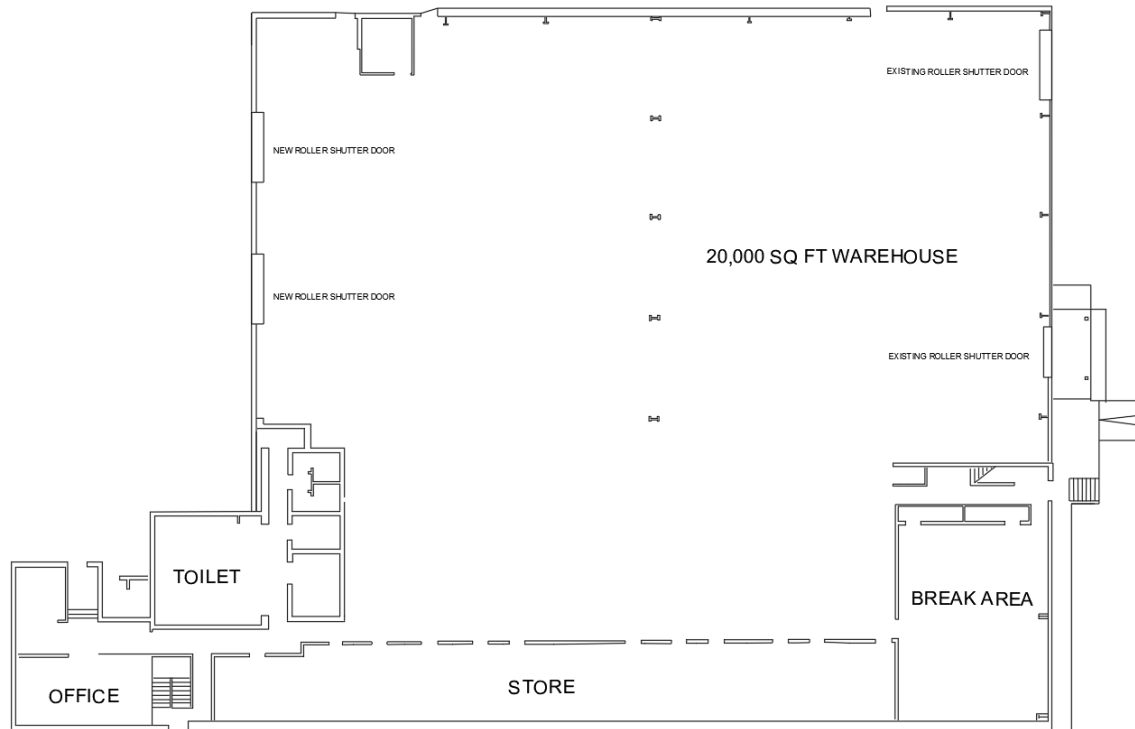 EXISTING ROLLER SHUTTER DOOR
NEW ROLLER SHUTTER DOOR
20,000 SQ FT WAREHOUSE
NEW ROLLER SHUTTER DOOR
EXISTING ROLLER SHUTTER DOOR
TOILET
BREAK AREA
OFFICE
STORE